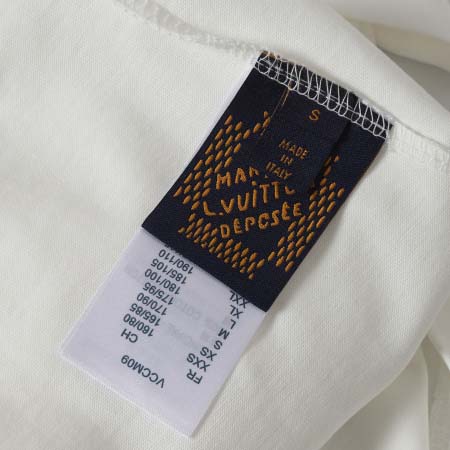 S
MADE
IN
ITALY
MAR
L.VUITTO
DÉPOSÉE
VCCM09
FR CH
XXS 160/80
XS 165/85
S 170/90
M 175/95
L 180/100
XL 185/105
XXL 190/110